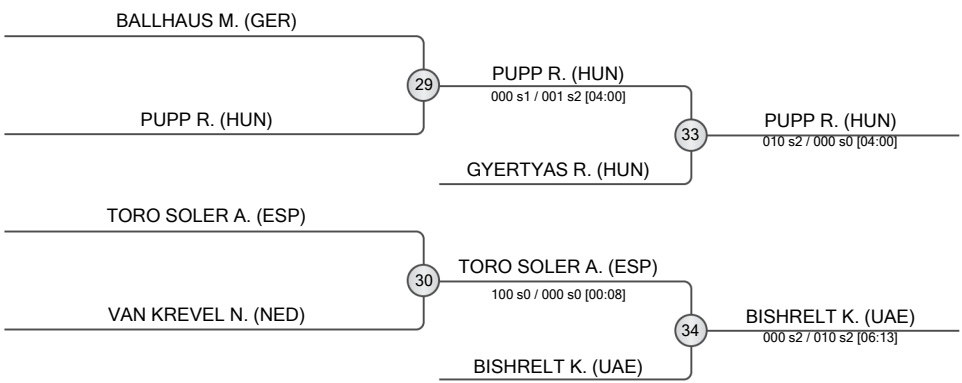 BALLHAUS M. (GER)
29
PUPP R. (HUN)
000 s1 / 001 s2 [04:00]
PUPP R. (HUN)
33
PUPP R. (HUN)
010 s2 / 000 s0 [04:00]
GYERTYAS R. (HUN)
TORO SOLER A. (ESP)
30
TORO SOLER A. (ESP)
100 s0 / 000 s0 [00:08]
VAN KREVEL N. (NED)
34
BISHRELT K. (UAE)
000 s2 / 010 s2 [06:13]
BISHRELT K. (UAE)